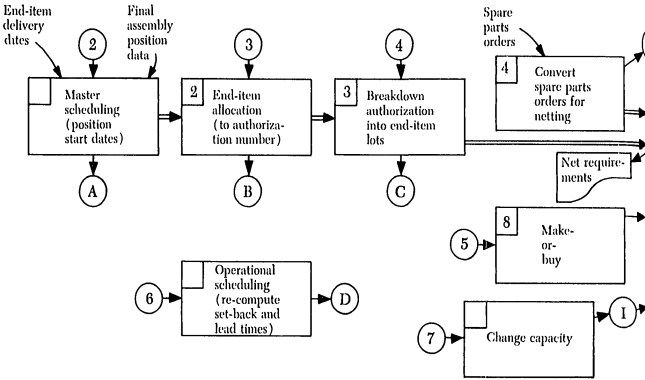 End-item
delivery
dates
Final
assembly
position
data
2
3
4
Spare
parts
orders
Master
scheduling
(position
start dates)
2
End-item
allocation
(to authoriza-
tion number)
3
Breakdown
authorization
into end-item
lots
4
Convert
spare parts
orders for
netting
A
B
C
Net require-
ments
5
8
Make-
or-
buy
6
Operational
scheduling
(re-compute
set-back and
lead times)
D
7
Change capacity
I